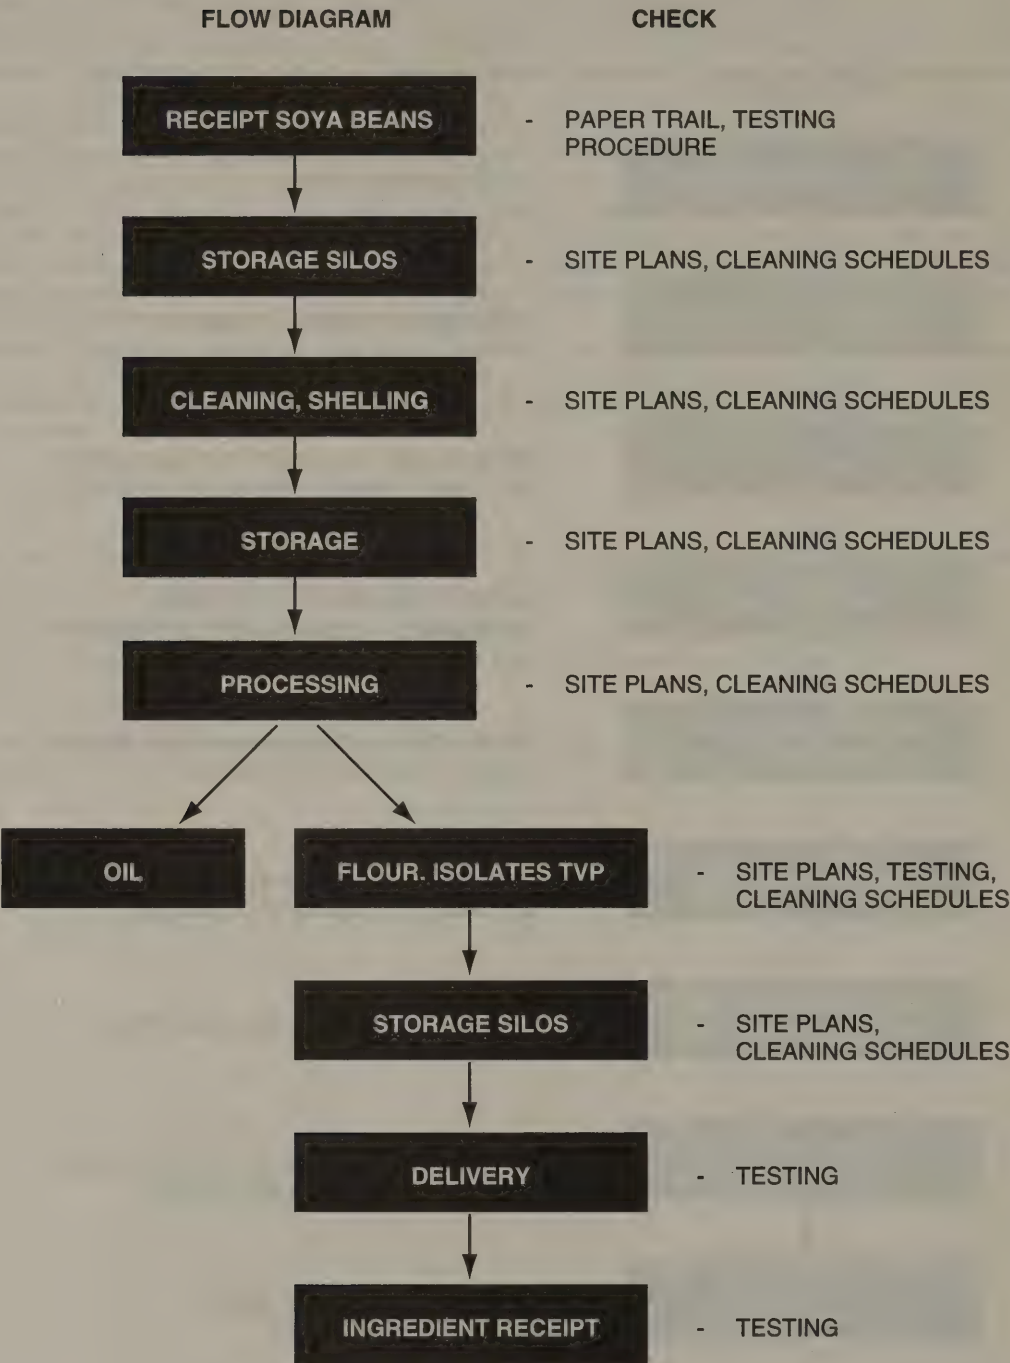 FLOW DIAGRAM
CHECK
RECEIPT SOYA BEANS
- PAPER TRAIL, TESTING
PROCEDURE
STORAGE SILOS
- SITE PLANS, CLEANING SCHEDULES
CLEANING, SHELLING
- SITE PLANS, CLEANING SCHEDULES
STORAGE
- SITE PLANS, CLEANING SCHEDULES
PROCESSING
- SITE PLANS, CLEANING SCHEDULES
OIL
FLOUR. ISOLATES TVP
- SITE PLANS, TESTING,
CLEANING SCHEDULES
STORAGE SILOS
- SITE PLANS,
CLEANING SCHEDULES
DELIVERY
- TESTING
INGREDIENT RECEIPT
- TESTING